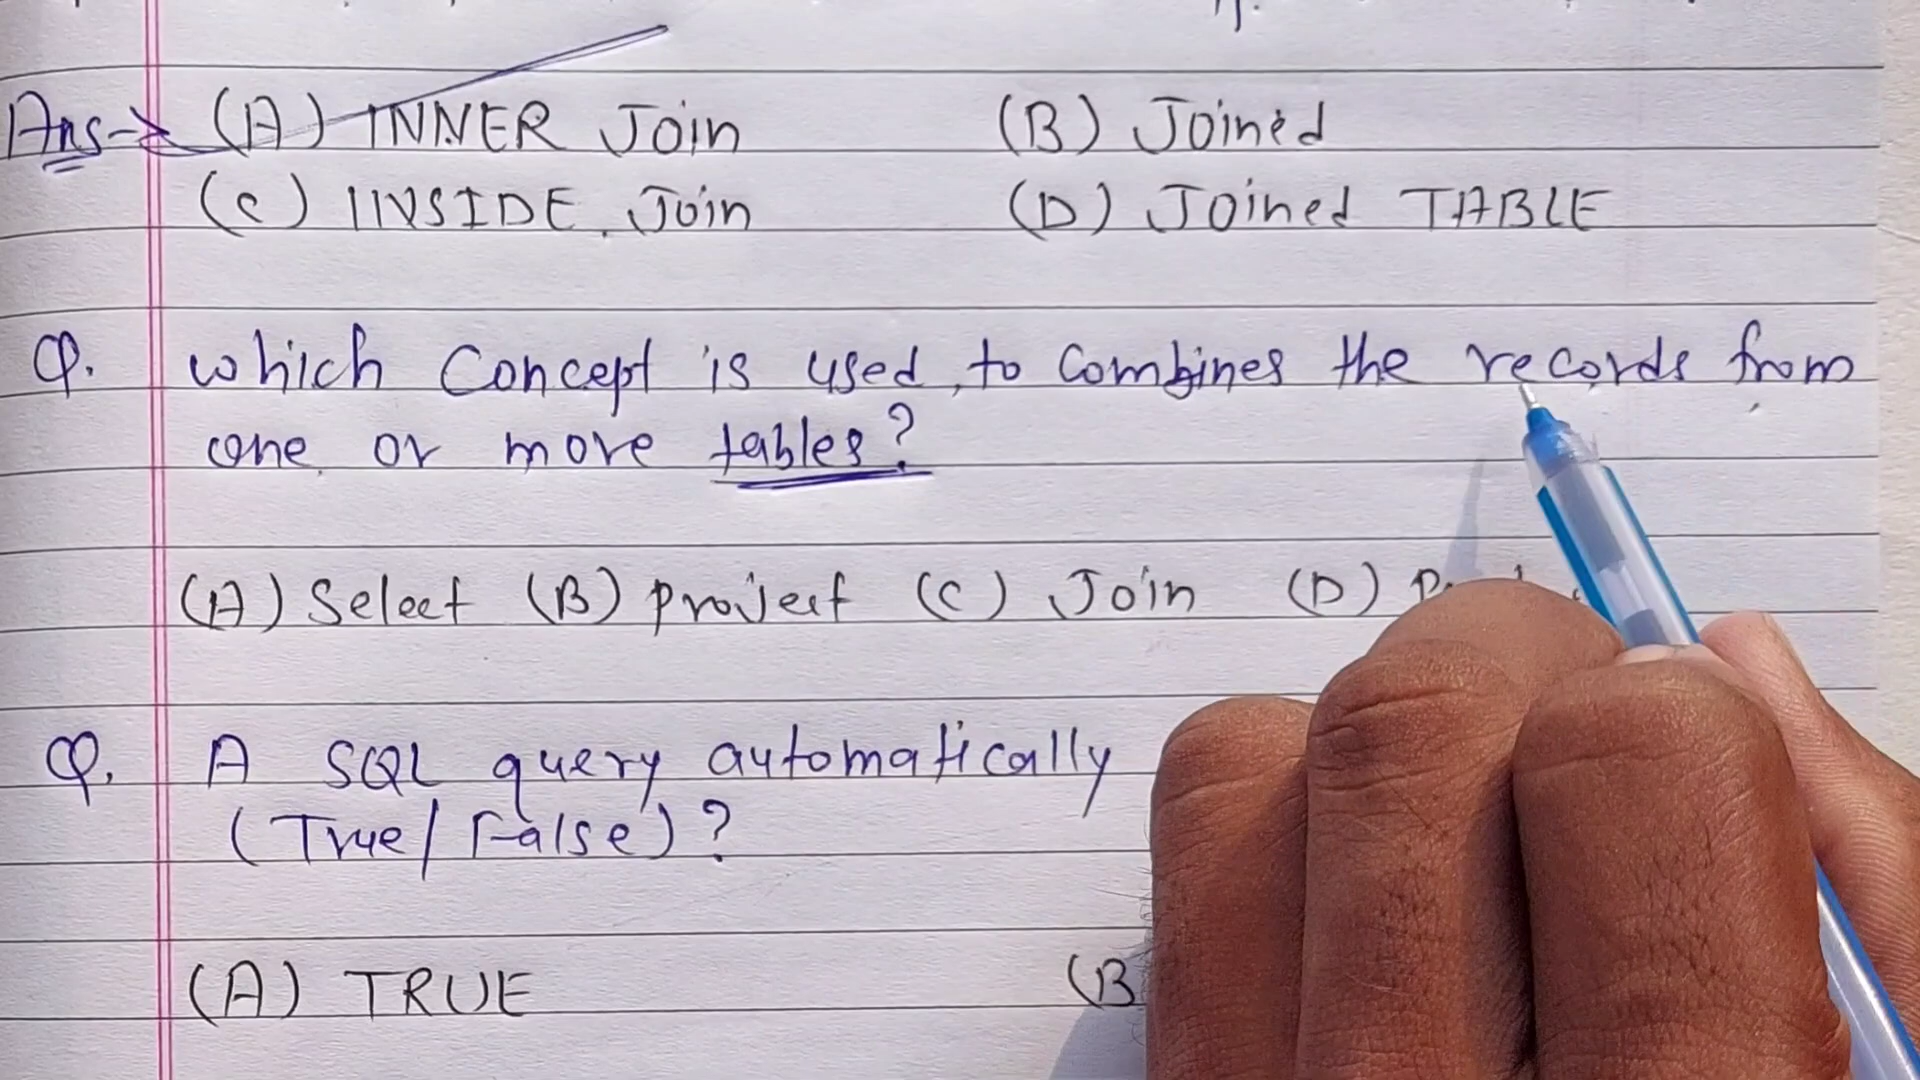 Ans→ (A) INNER Join (B) Joined
(C) INSIDE Join (D) Joined TABLE
Q. Which Concept is used to Combines the records from
one or more tables?
(A) Select (B) project (C) Join (D)
Q. A SQL query automatically
(True/False)?
(A) TRUE (B